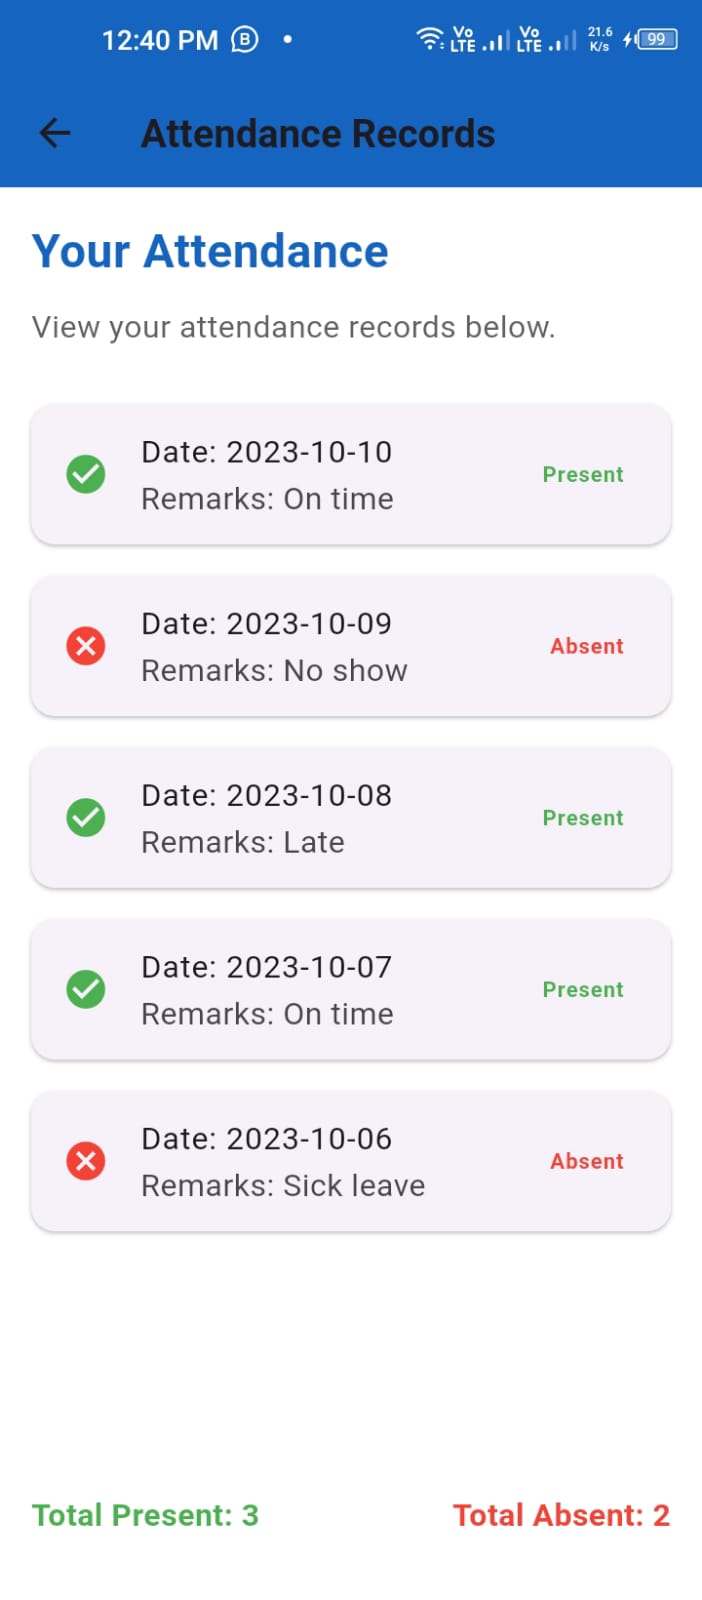 12:40 PM B
Vo LTE Vo LTE 21.6 K/s 99
Attendance Records
Your Attendance
View your attendance records below.
Date: 2023-10-10
Remarks: On time
Present
Date: 2023-10-09
Remarks: No show
Absent
Date: 2023-10-08
Remarks: Late
Present
Date: 2023-10-07
Remarks: On time
Present
Date: 2023-10-06
Remarks: Sick leave
Absent
Total Present: 3
Total Absent: 2